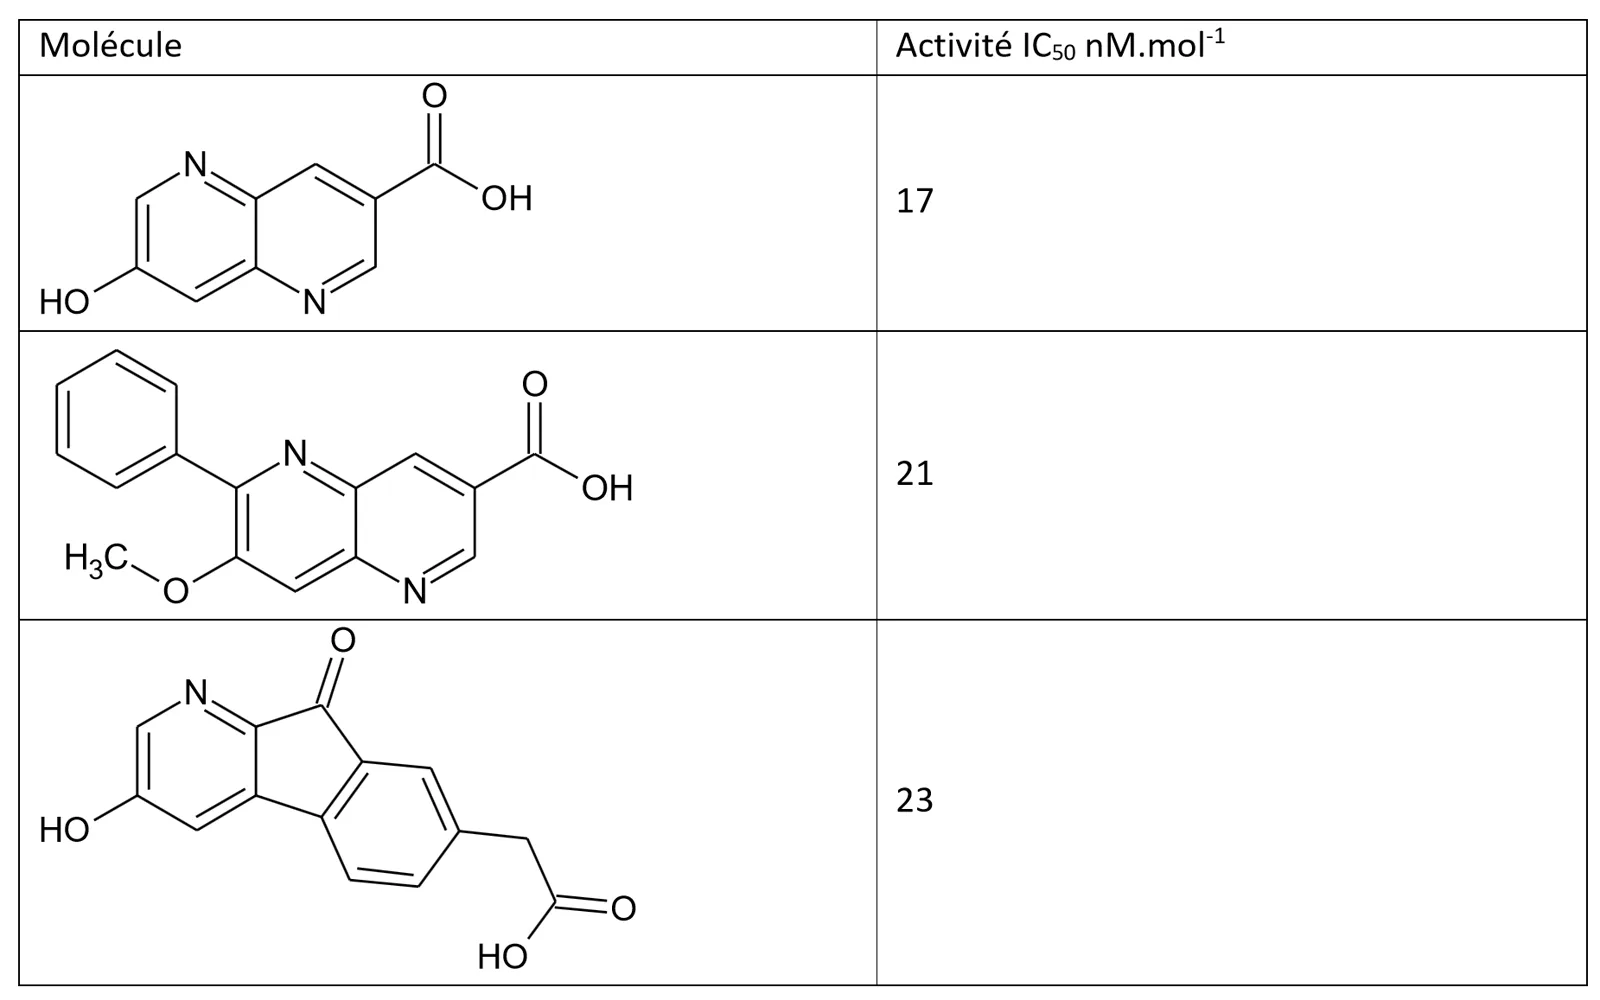 Molécule
Activité IC50 nM.mol-1
O
N
OH
HO
N
17
O
N
OH
H3C
O
N
21
O
N
HO
O
HO
23